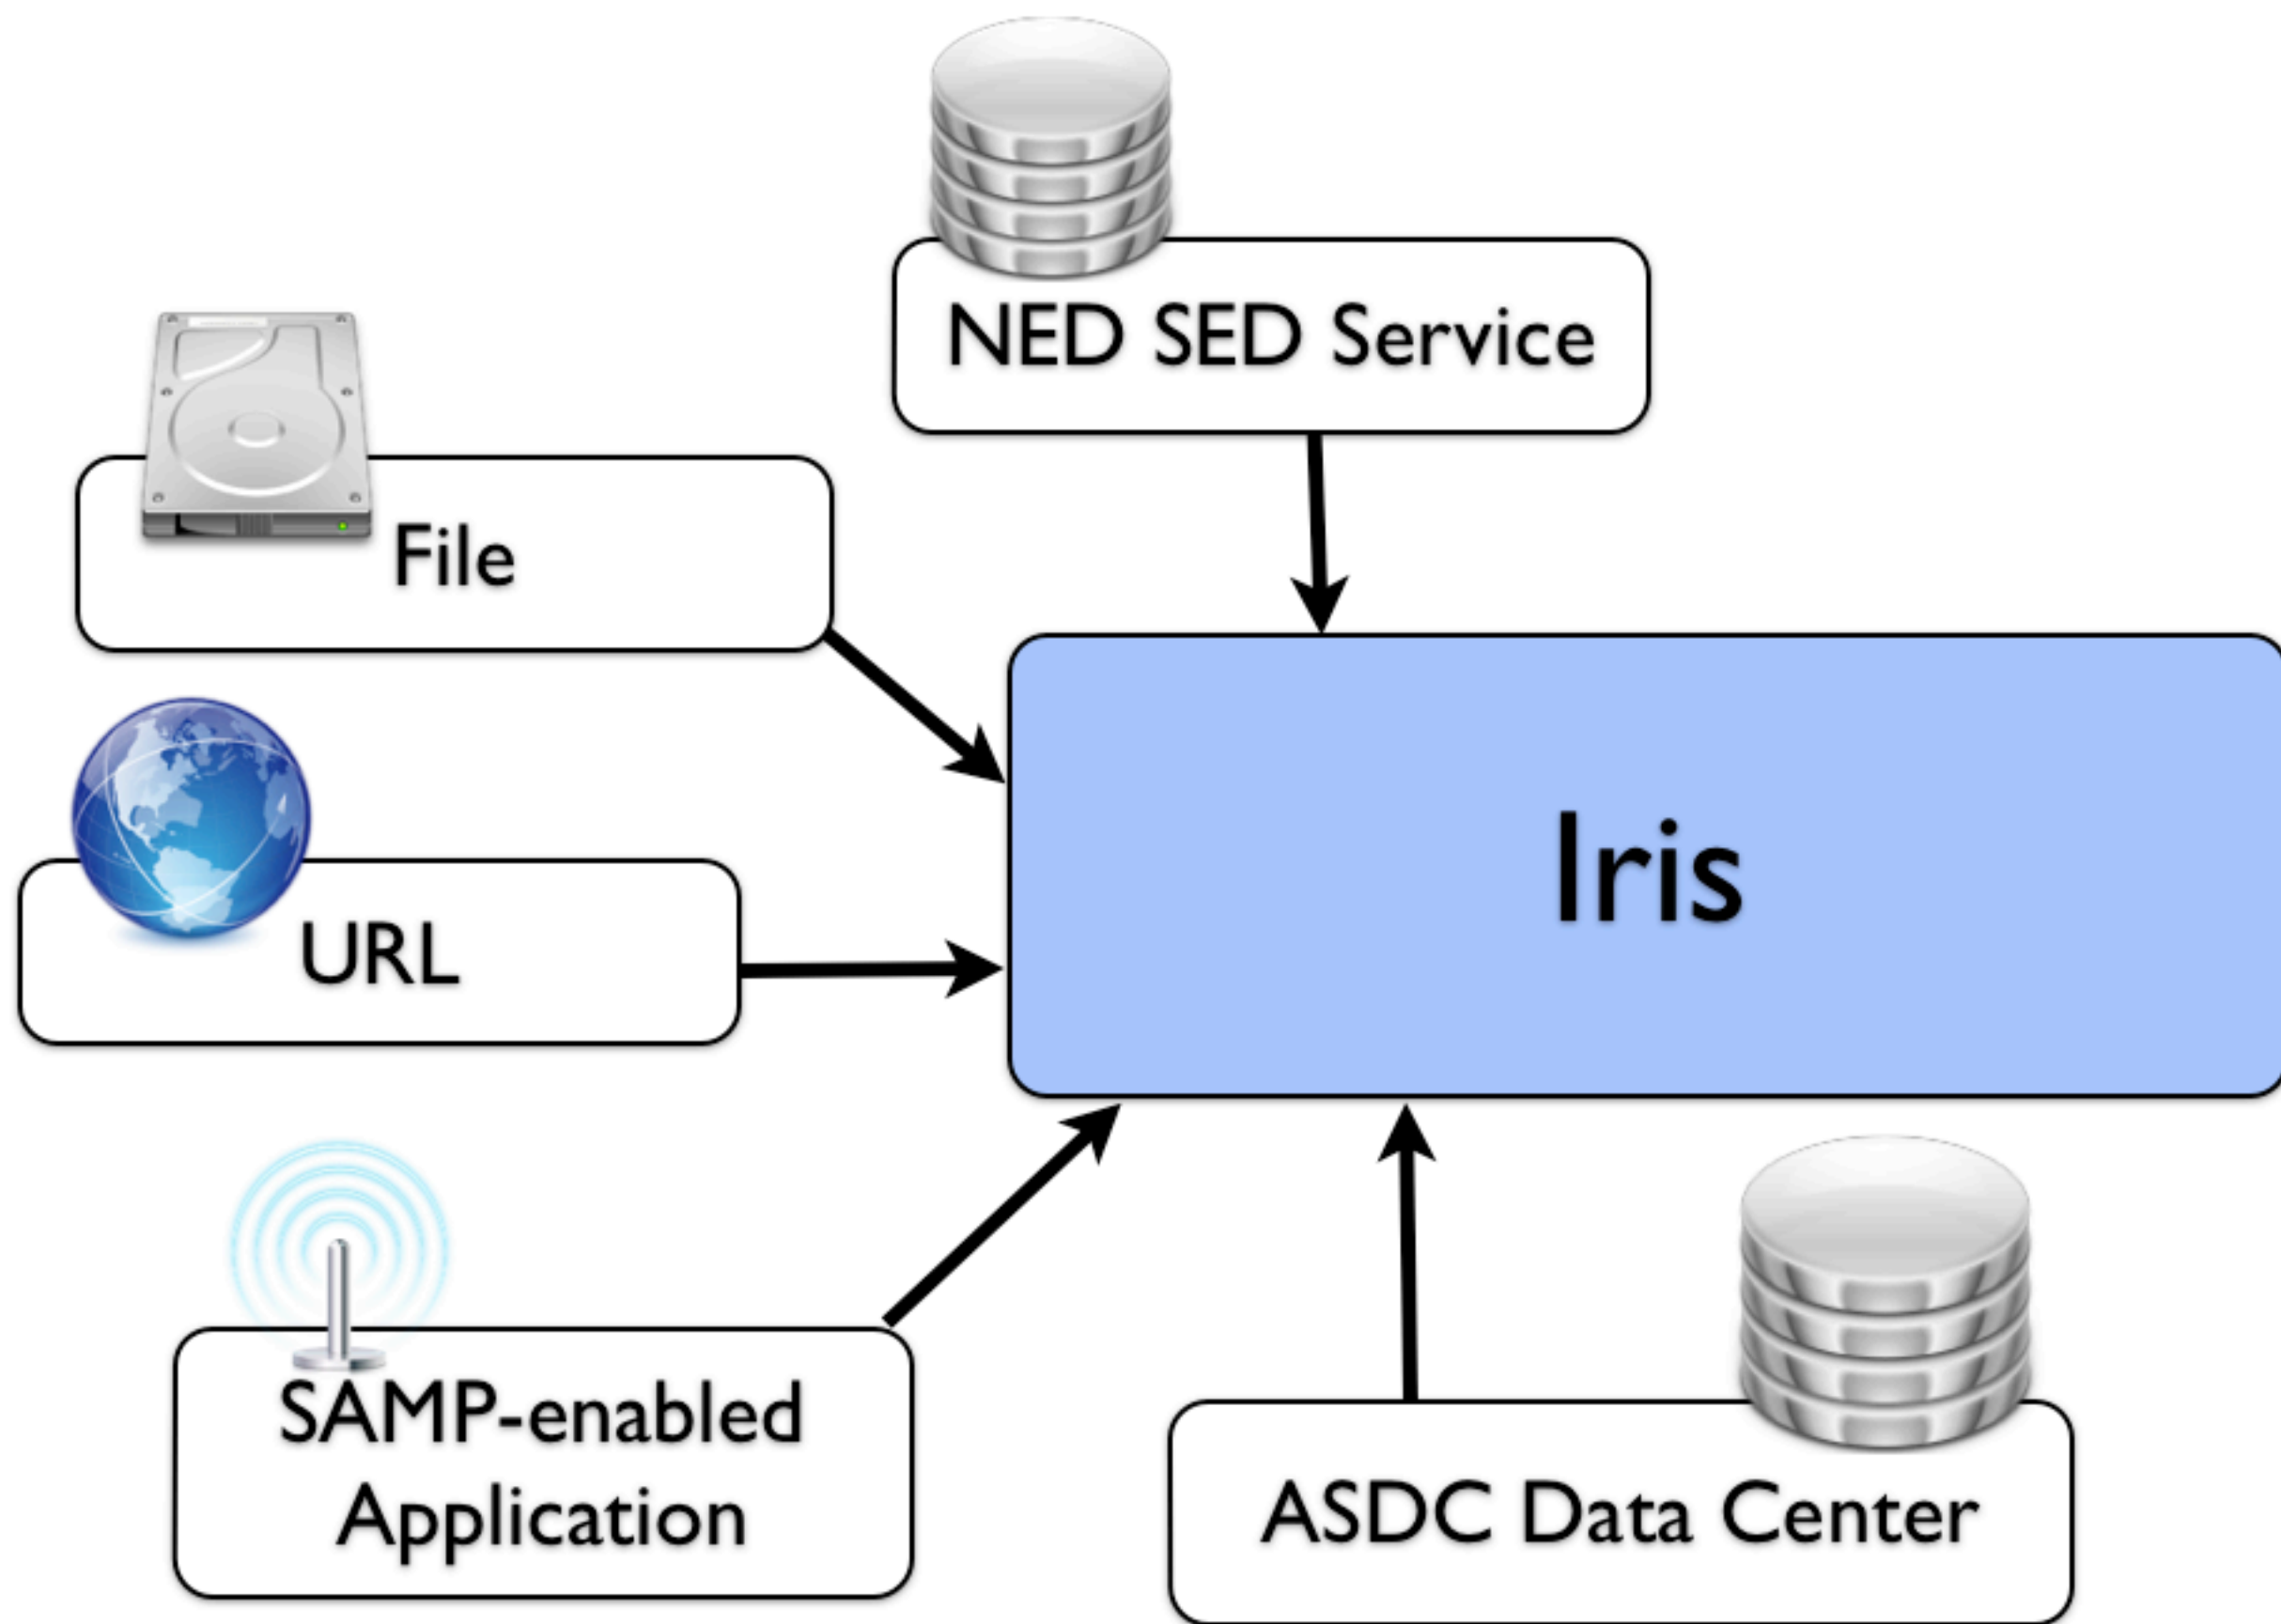 NED SED Service
File
Iris
URL
SAMP-enabled
Application
ASDC Data Center